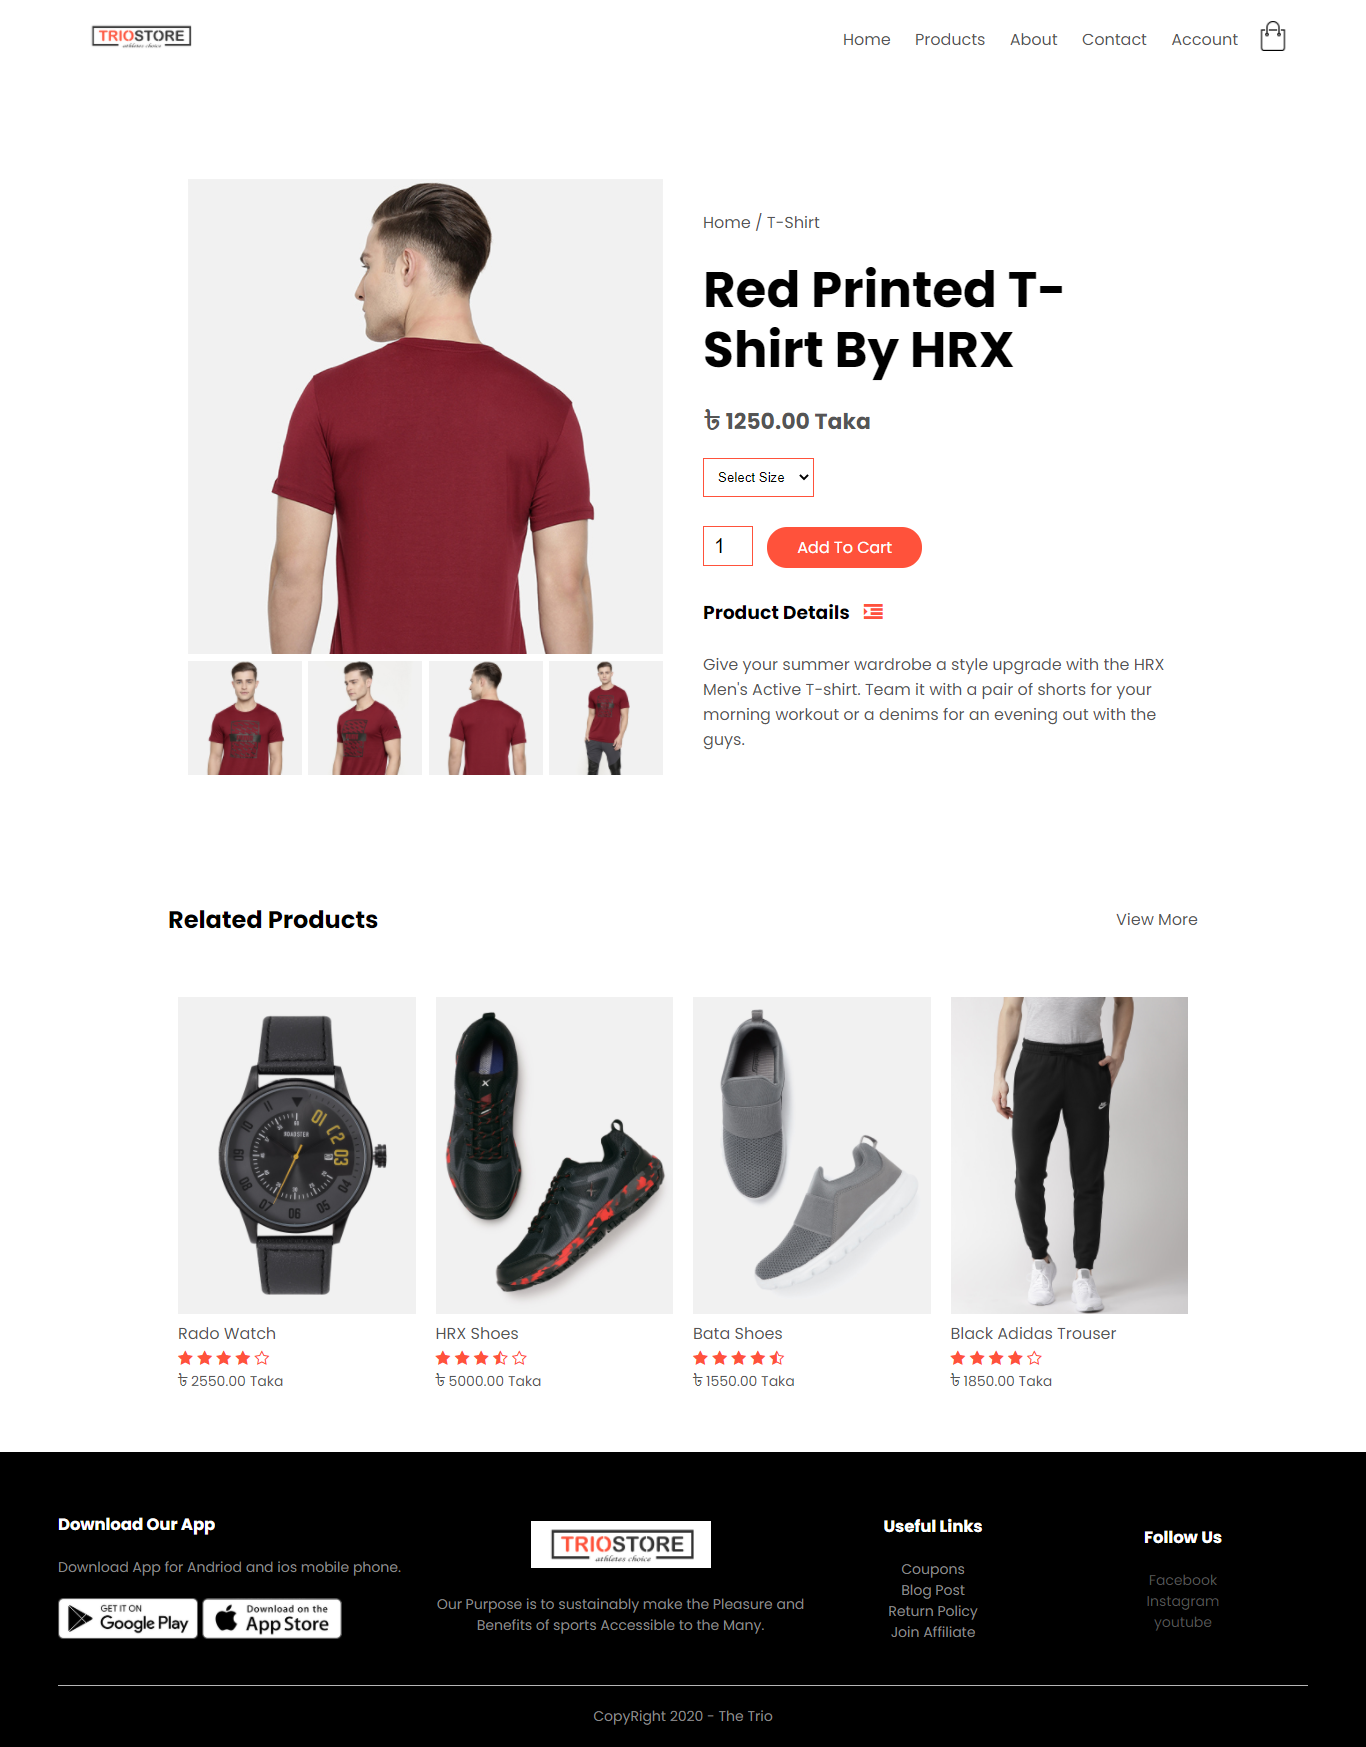 TRIOSTORE
athletes choice
Home Products About Contact Account
Home / T-Shirt
Red Printed T-
Shirt By HRX
৳ 1250.00 Taka
Select Size
1
Add To Cart
Product Details
Give your summer wardrobe a style upgrade with the HRX
Men's Active T-shirt. Team it with a pair of shorts for your
morning workout or a denims for an evening out with the
guys.
Related Products
View More
ROADSTER
Rado Watch
৳ 2550.00 Taka
HRX Shoes
৳ 5000.00 Taka
Bata Shoes
৳ 1550.00 Taka
Black Adidas Trouser
৳ 1850.00 Taka
Download Our App
Download App for Andriod and ios mobile phone.
GET IT ON
Google Play
Download on the
App Store
TRIOSTORE
athletes choice
Our Purpose is to sustainably make the Pleasure and
Benefits of sports Accessible to the Many.
Useful Links
Coupons
Blog Post
Return Policy
Join Affiliate
Follow Us
Facebook
Instagram
youtube
CopyRight 2020 - The Trio